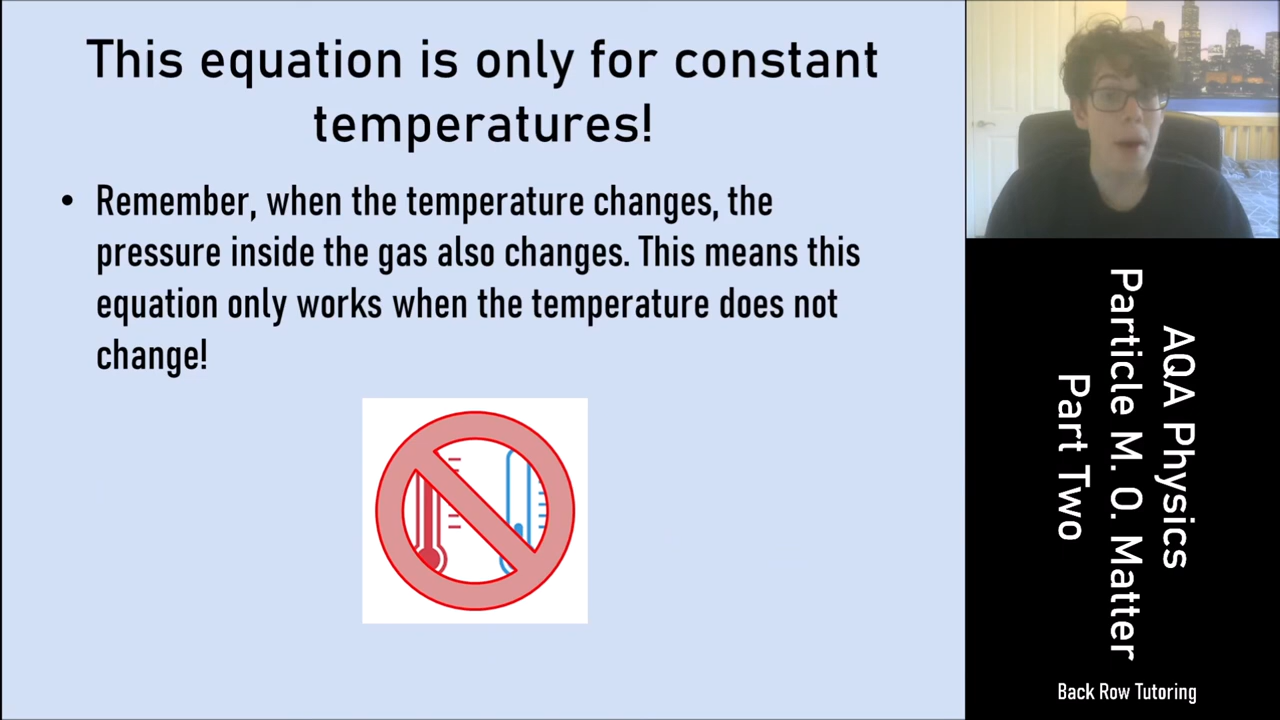 This equation is only for constant
temperatures!
• Remember, when the temperature changes, the
pressure inside the gas also changes. This means this
equation only works when the temperature does not
change!
AQA Physics
Particle M. O. Matter
Part Two
Back Row Tutoring